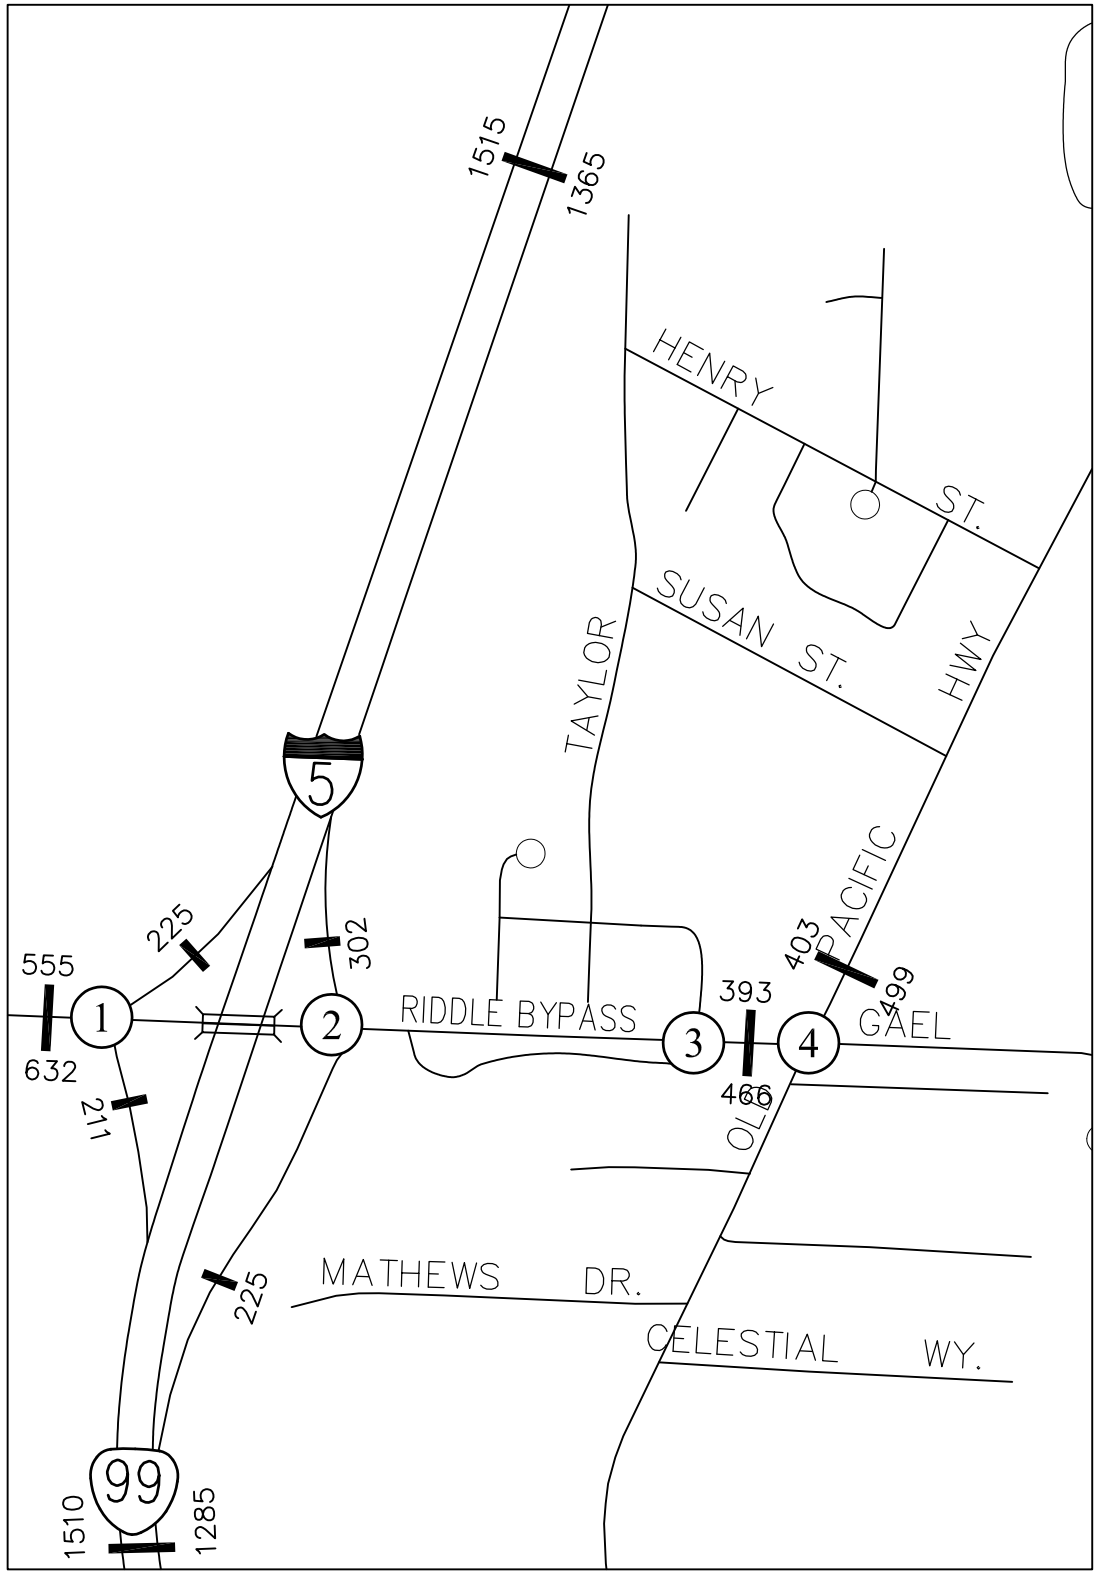 1515
1365
HENRY ST.
SUSAN ST.
TAYLOR
5
OLD PACIFIC HWY
225
302
403
499
555
1
632
2
RIDDLE BYPASS
3
393
466
4
GAEL
211
225
MATHEWS DR.
CELESTIAL WY.
99
1510
1285